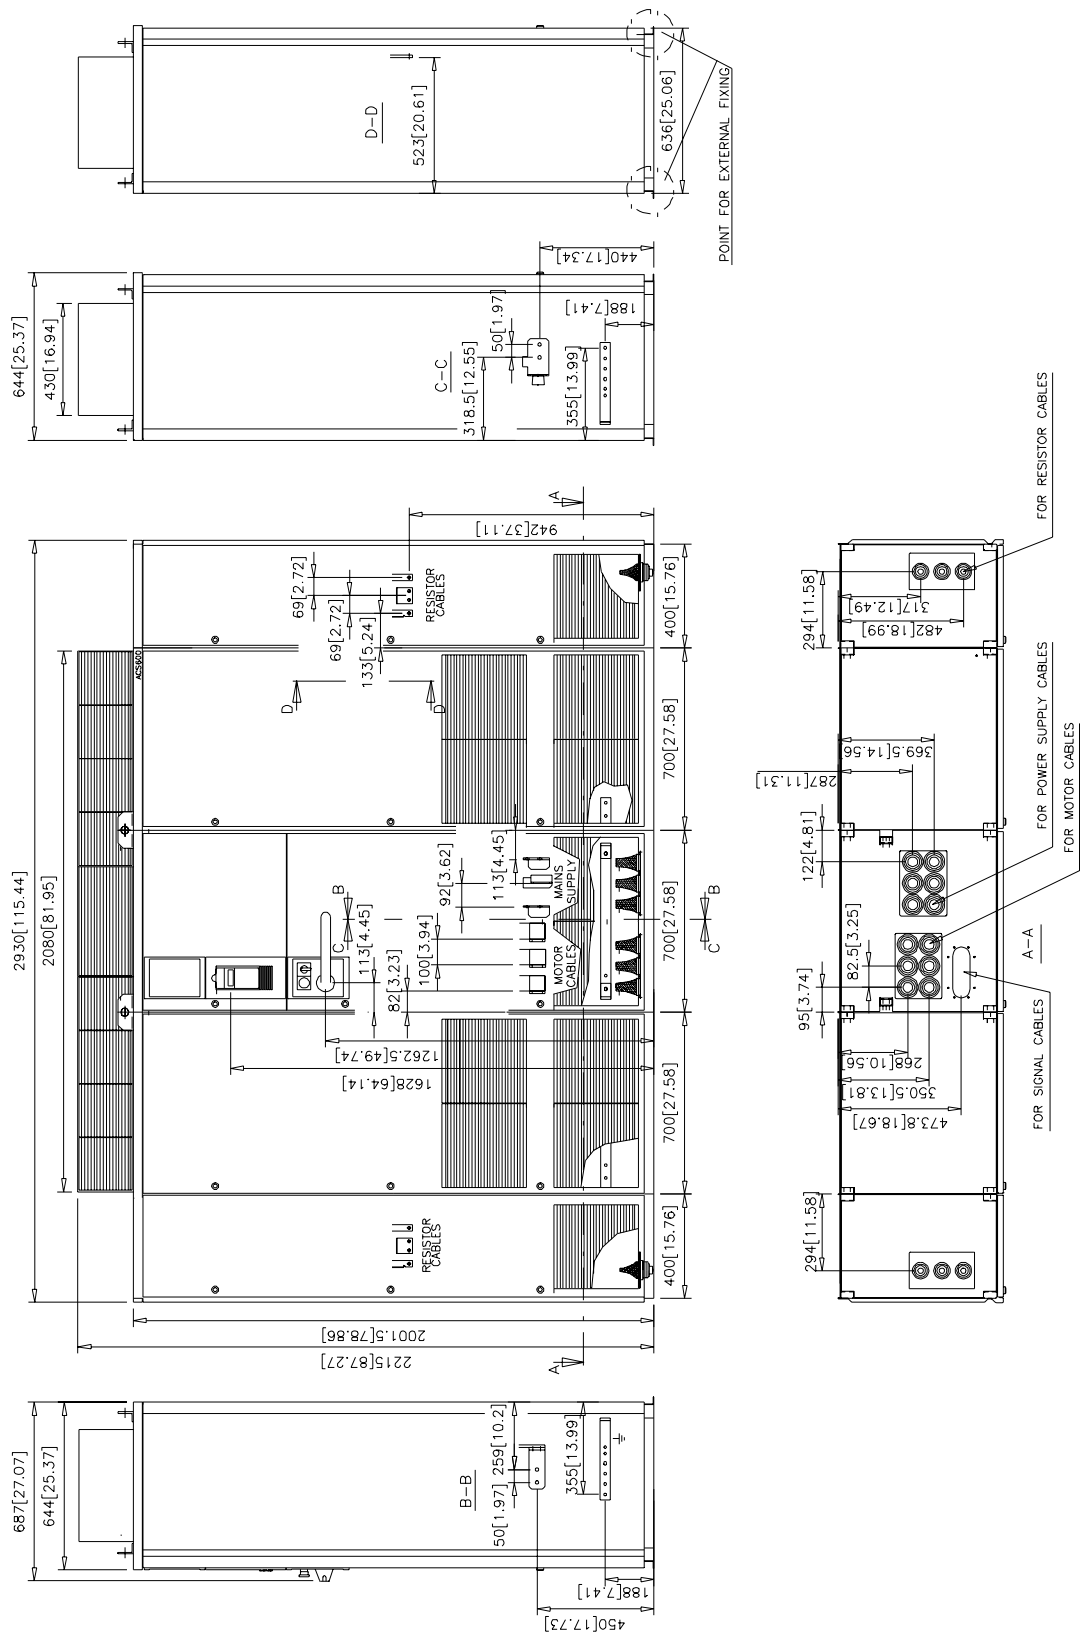 D-D
523[20.61]
636[25.06]
POINT FOR EXTERNAL FIXING
644[25.37]
430[16.94]
C-C
50[1.97]
318.5[12.55]
355[13.99]
440[17.34]
188[7.41]
2930[115.44]
2080[81.95]
ACS600
69[2.72]
69[2.72]
133[5.24]
RESISTOR
CABLES
942[37.11]
A
D
D
400[15.76]
700[27.58]
700[27.58]
700[27.58]
400[15.76]
113[4.45]
92[3.62]
MAINS
SUPPLY
B
C
B
C
113[4.45]
100[3.94]
82[3.23]
MOTOR
CABLES
1262.5[49.74]
1628[64.14]
RESISTOR
CABLES
2001.5[78.86]
2215[87.27]
A
687[27.07]
644[25.37]
B-B
50[1.97]
259[10.2]
355[13.99]
188[7.41]
450[17.73]
FOR RESISTOR CABLES
294[11.58]
317[12.49]
482[18.99]
FOR POWER SUPPLY CABLES
FOR MOTOR CABLES
369.5[14.56]
287[11.31]
122[4.81]
82.5[3.25]
95[3.74]
A-A
268[10.56]
350.5[13.81]
473.8[18.67]
FOR SIGNAL CABLES
294[11.58]